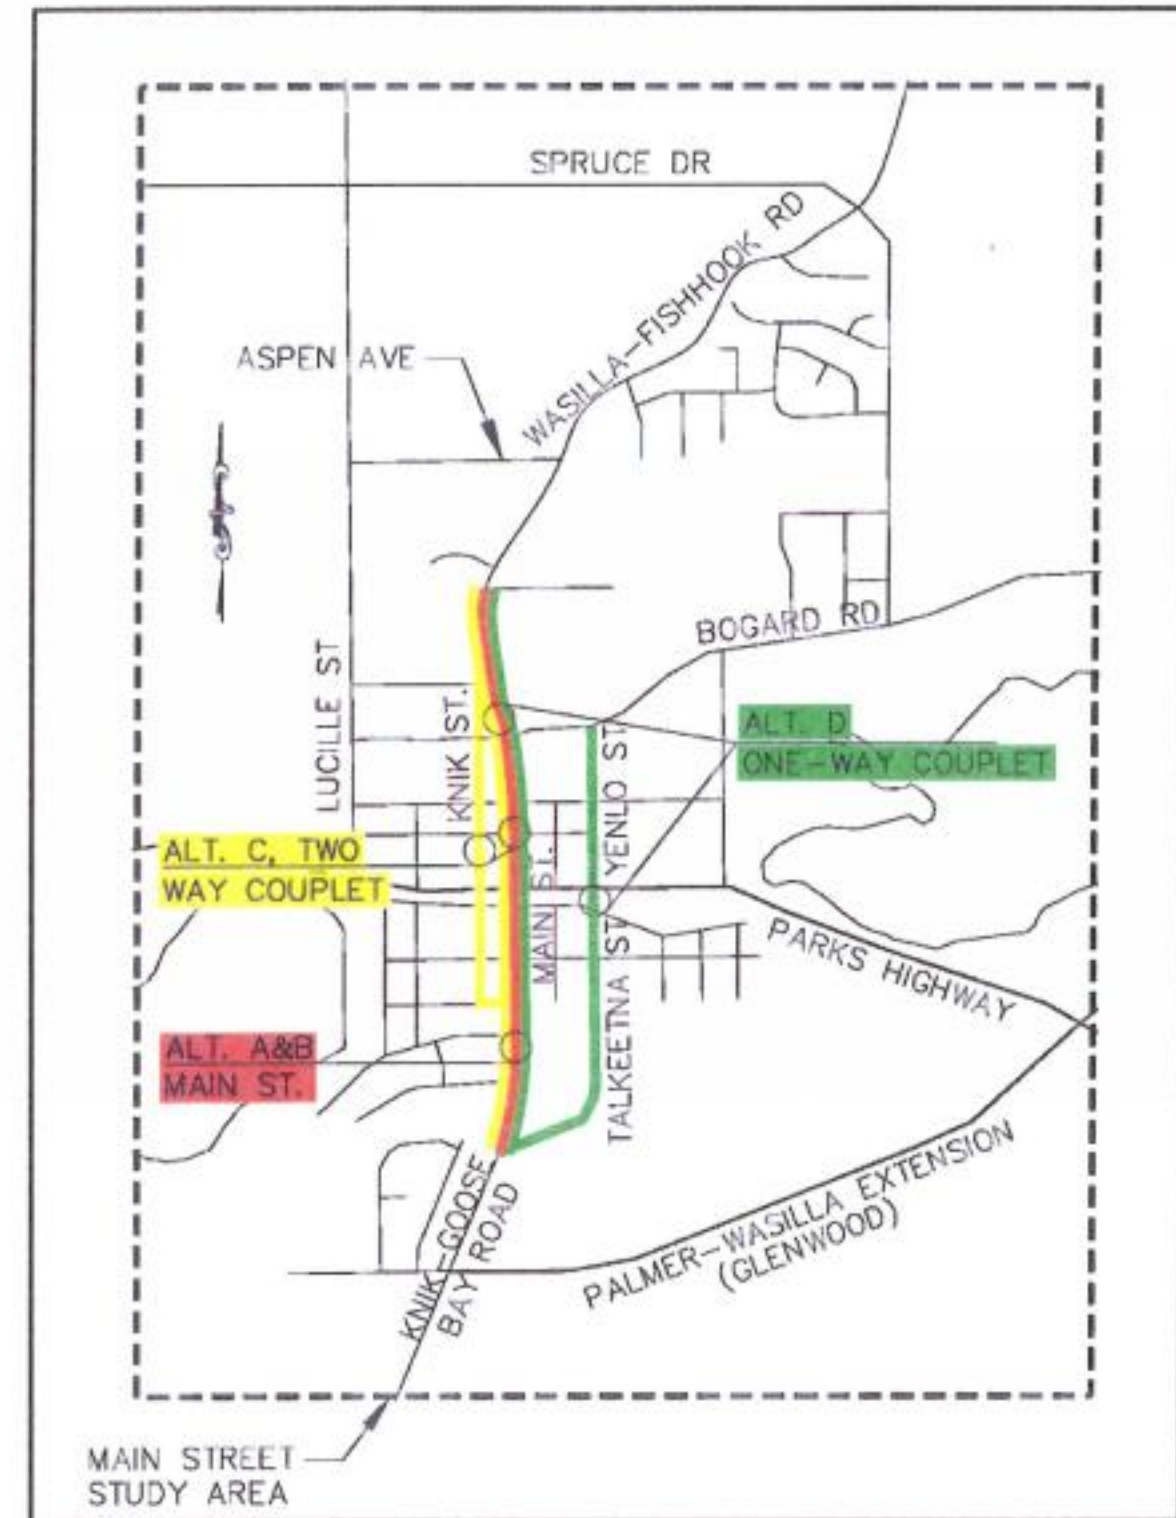 SPRUCE DR
WASILLA-FISHHOOK RD
ASPEN AVE
BOGARD RD
LUCILLE ST
KNIK ST.
ALT. D
ONE-WAY COUPLET
YENLO ST
ALT. C, TWO
WAY COUPLET
MAIN ST.
TALKEETNA ST
PARKS HIGHWAY
ALT. A&B
MAIN ST.
KNIK-GOOSE
BAY ROAD
PALMER-WASILLA EXTENSION
(GLENWOOD)
MAIN STREET
STUDY AREA